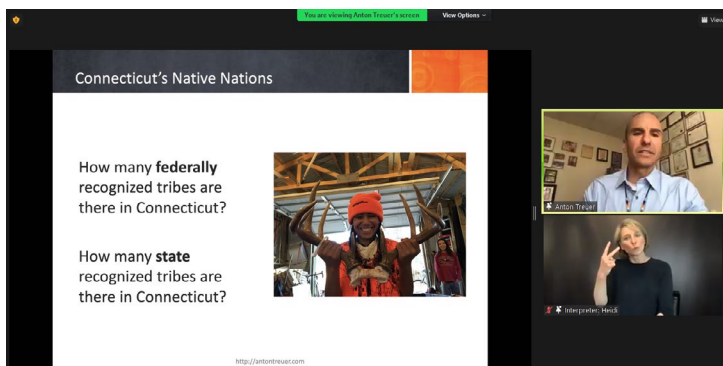 You are viewing Anton Treuer's screen
View Options
View
Connecticut's Native Nations
How many federally
recognized tribes are
there in Connecticut?
How many state
recognized tribes are
there in Connecticut?
http://antontreuer.com
Anton Treuer
Interpreter, Heidi